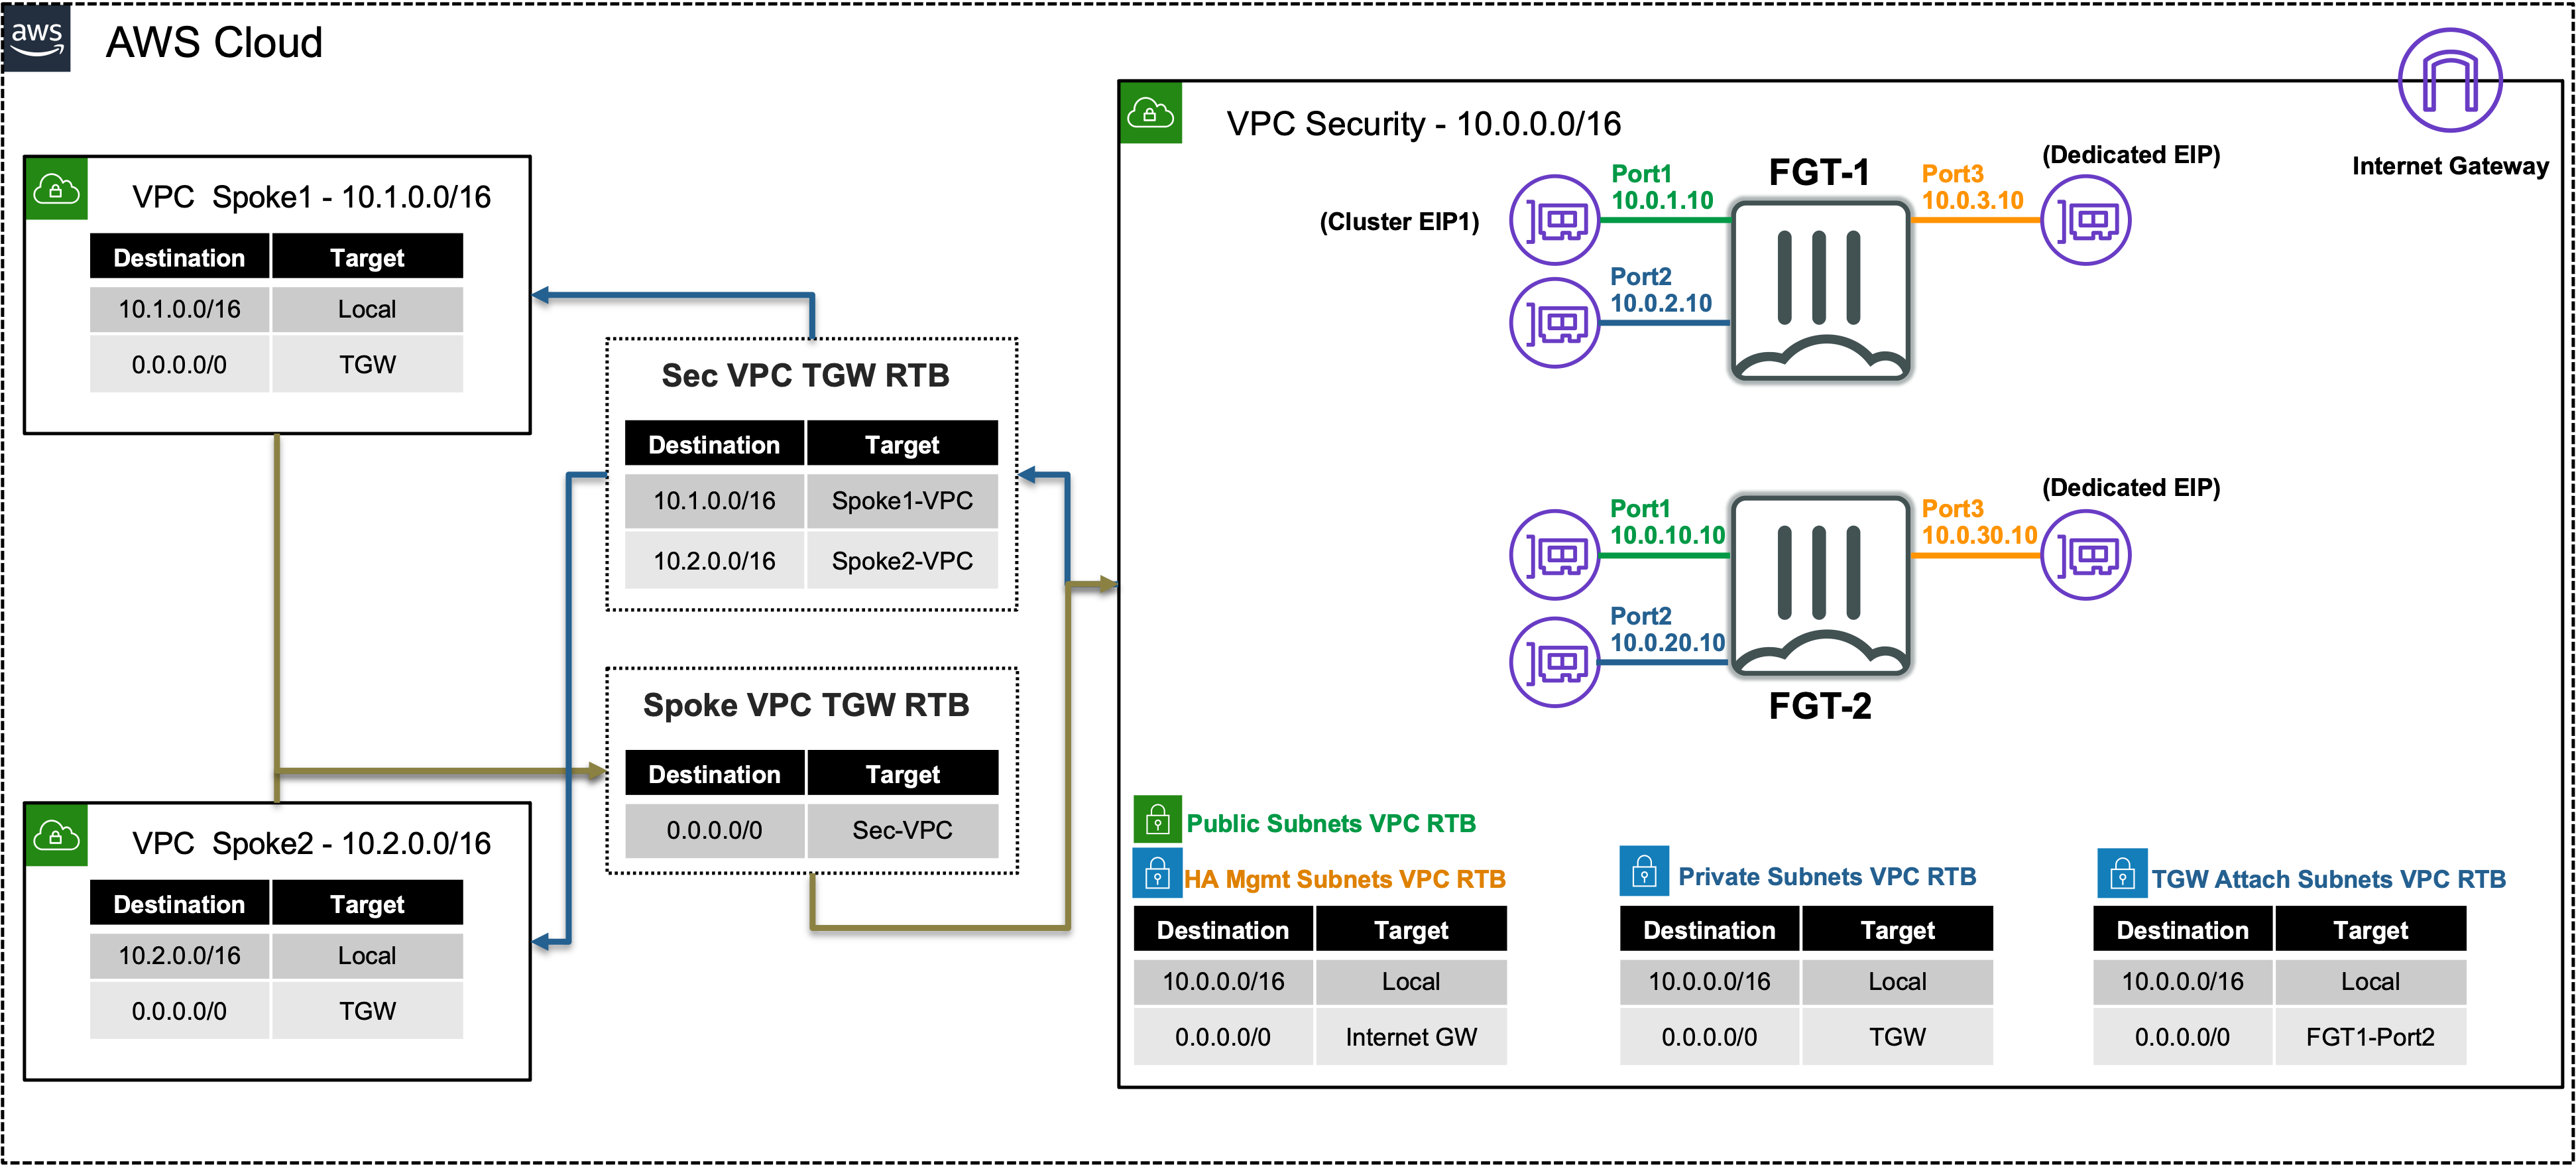 aws
AWS Cloud
VPC Spoke1 - 10.1.0.0/16
Destination Target
10.1.0.0/16 Local
0.0.0.0/0 TGW
Sec VPC TGW RTB
Destination Target
10.1.0.0/16 Spoke1-VPC
10.2.0.0/16 Spoke2-VPC
Spoke VPC TGW RTB
Destination Target
0.0.0.0/0 Sec-VPC
VPC Spoke2 - 10.2.0.0/16
Destination Target
10.2.0.0/16 Local
0.0.0.0/0 TGW
VPC Security - 10.0.0.0/16
Internet Gateway
FGT-1
(Cluster EIP1)
Port1
10.0.1.10
Port2
10.0.2.10
Port3
10.0.3.10
(Dedicated EIP)
Port1
10.0.10.10
Port2
10.0.20.10
Port3
10.0.30.10
(Dedicated EIP)
FGT-2
Public Subnets VPC RTB
HA Mgmt Subnets VPC RTB
Destination Target
10.0.0.0/16 Local
0.0.0.0/0 Internet GW
Private Subnets VPC RTB
Destination Target
10.0.0.0/16 Local
0.0.0.0/0 TGW
TGW Attach Subnets VPC RTB
Destination Target
10.0.0.0/16 Local
0.0.0.0/0 FGT1-Port2